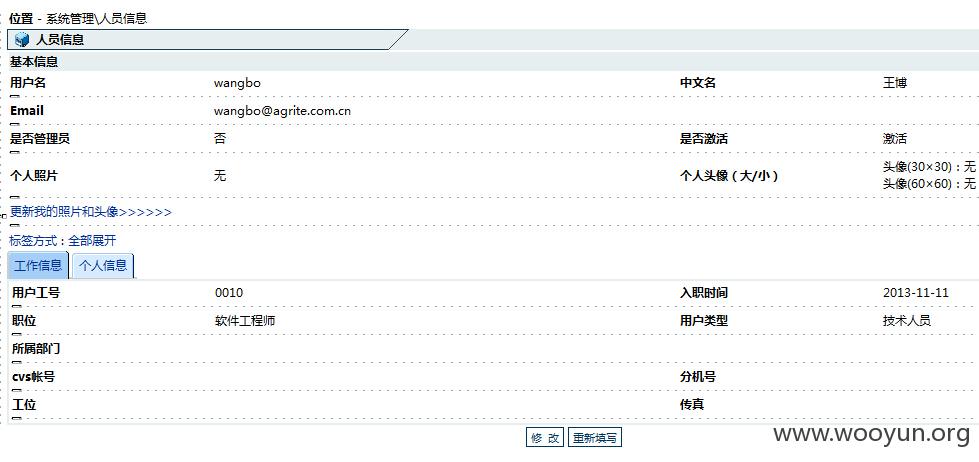 位置 - 系统管理\人员信息
人员信息
基本信息
用户名 wangbo 中文名 王博
Email wangbo@agrite.com.cn
是否管理员 否 是否激活 激活
个人照片 无 个人头像（大/小） 头像(30×30)：无
头像(60×60)：无
更新我的照片和头像>>>>>>
标签方式：全部展开
工作信息 个人信息
用户工号 0010 入职时间 2013-11-11
职位 软件工程师 用户类型 技术人员
所属部门
cvs帐号 分机号
工位 传真
修 改 重新填写
www.wooyun.org